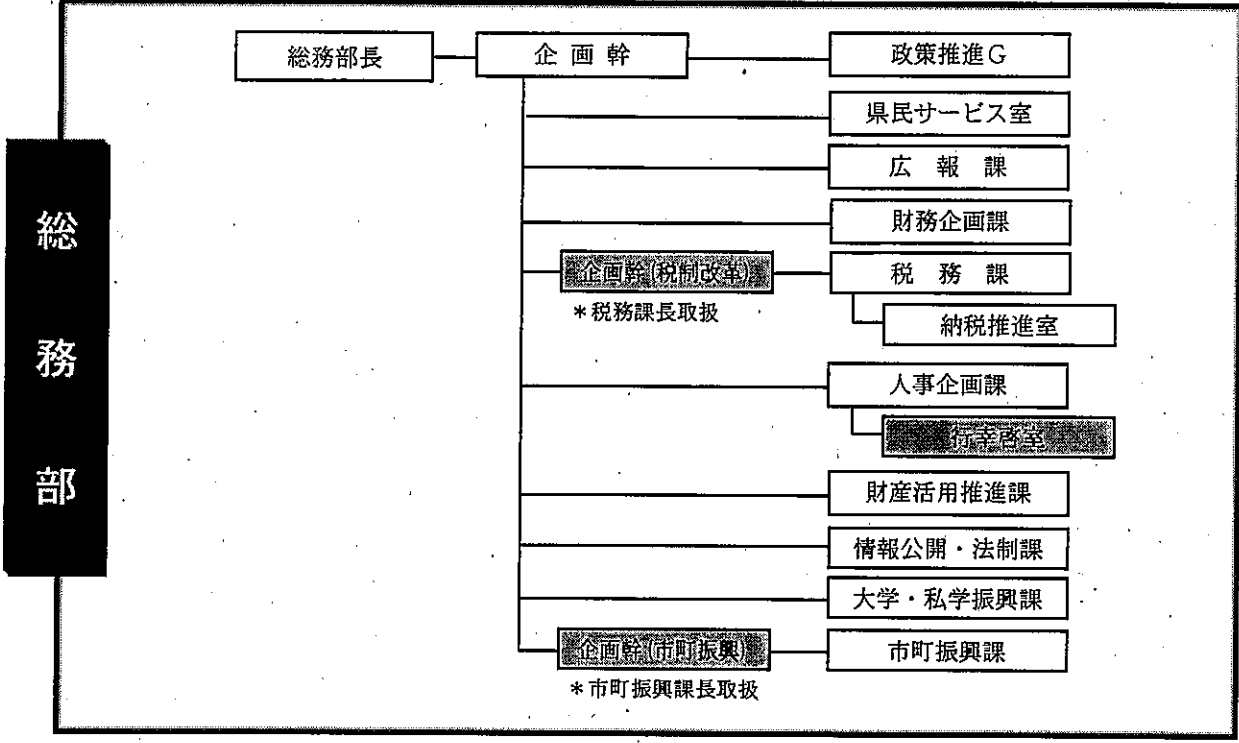 総務部
総務部長
企画幹
政策推進G
県民サービス室
広報課
財務企画課
企画幹(税制改革)
税務課
＊税務課長取扱
納税推進室
人事企画課
行幸啓室
財産活用推進課
情報公開・法制課
大学・私学振興課
企画幹(市町振興)
市町振興課
＊市町振興課長取扱